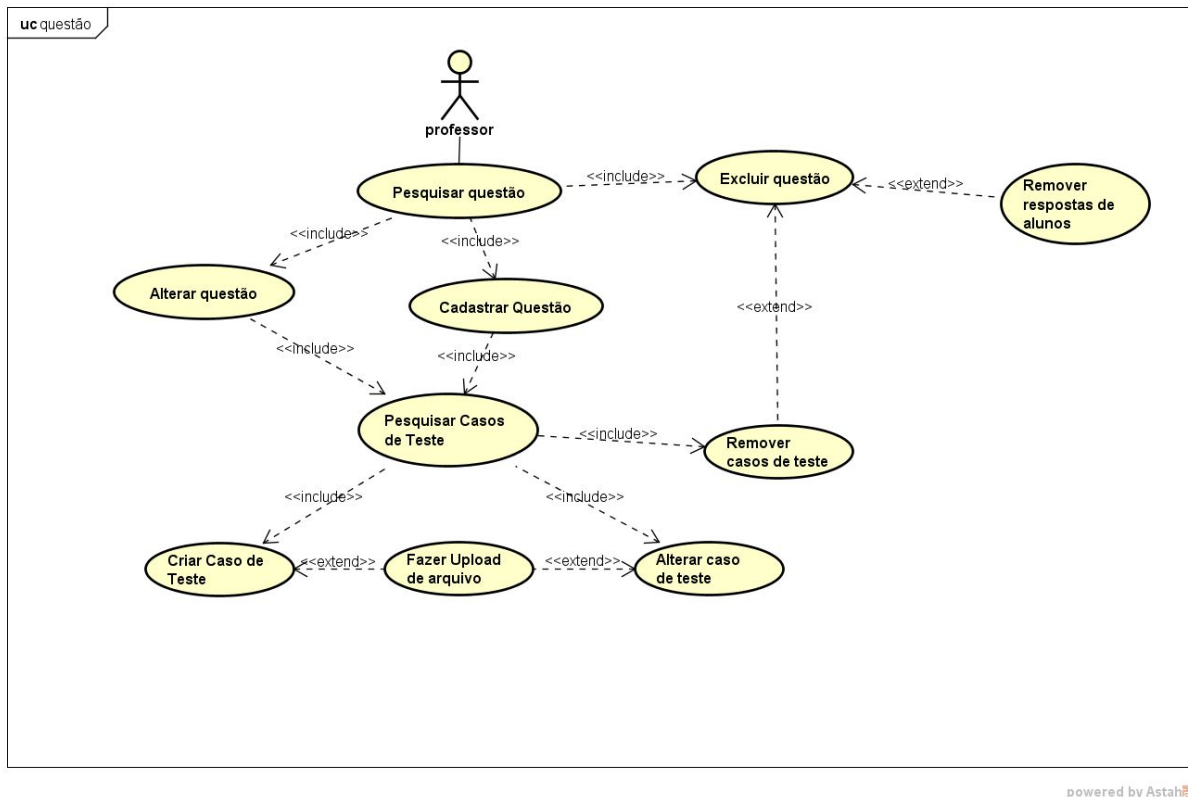 uc questão
professor
Pesquisar questão
<<include>>
Excluir questão
<<extend>>
Remover
respostas de
alunos
<<include>>
<<include>>
Alterar questão
Cadastrar Questão
<<extend>>
<<include>>
<<include>>
Pesquisar Casos
de Teste
<<include>>
Remover
casos de teste
<<include>>
<<include>>
Criar Caso de
Teste
<<extend>>
Fazer Upload
de arquivo
<<extend>>
Alterar caso
de teste
powered by Astah